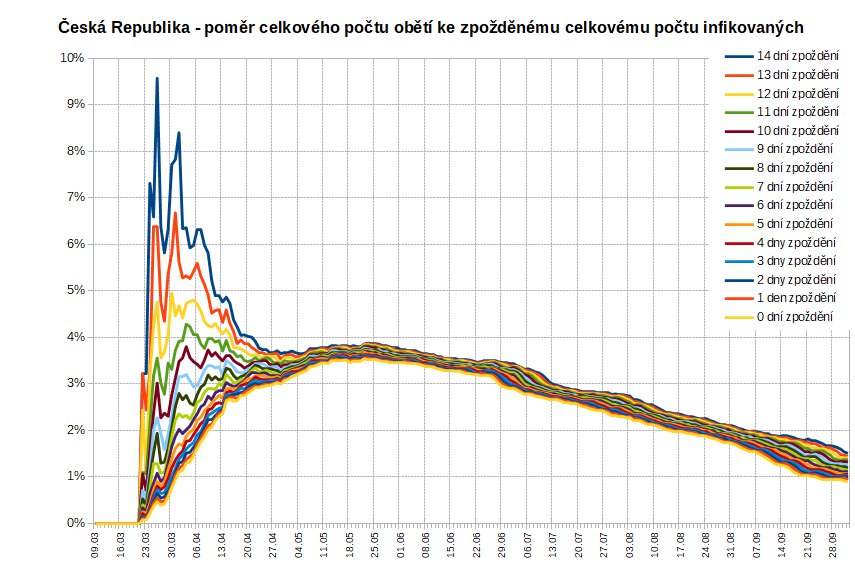 Česká Republika - poměr celkového počtu obětí ke zpožděnému celkovému počtu infikovaných
10%
9%
8%
7%
6%
5%
4%
3%
2%
1%
0%
14 dní zpoždění
13 dní zpoždění
12 dní zpoždění
11 dní zpoždění
10 dní zpoždění
9 dní zpoždění
8 dní zpoždění
7 dní zpoždění
6 dní zpoždění
5 dní zpoždění
4 dny zpoždění
3 dny zpoždění
2 dny zpoždění
1 den zpoždění
0 dní zpoždění
09.03
16.03
23.03
30.03
06.04
13.04
20.04
27.04
04.05
11.05
18.05
25.05
01.06
08.06
15.06
22.06
29.06
06.07
13.07
20.07
27.07
03.08
10.08
17.08
24.08
31.08
07.09
14.09
21.09
28.09